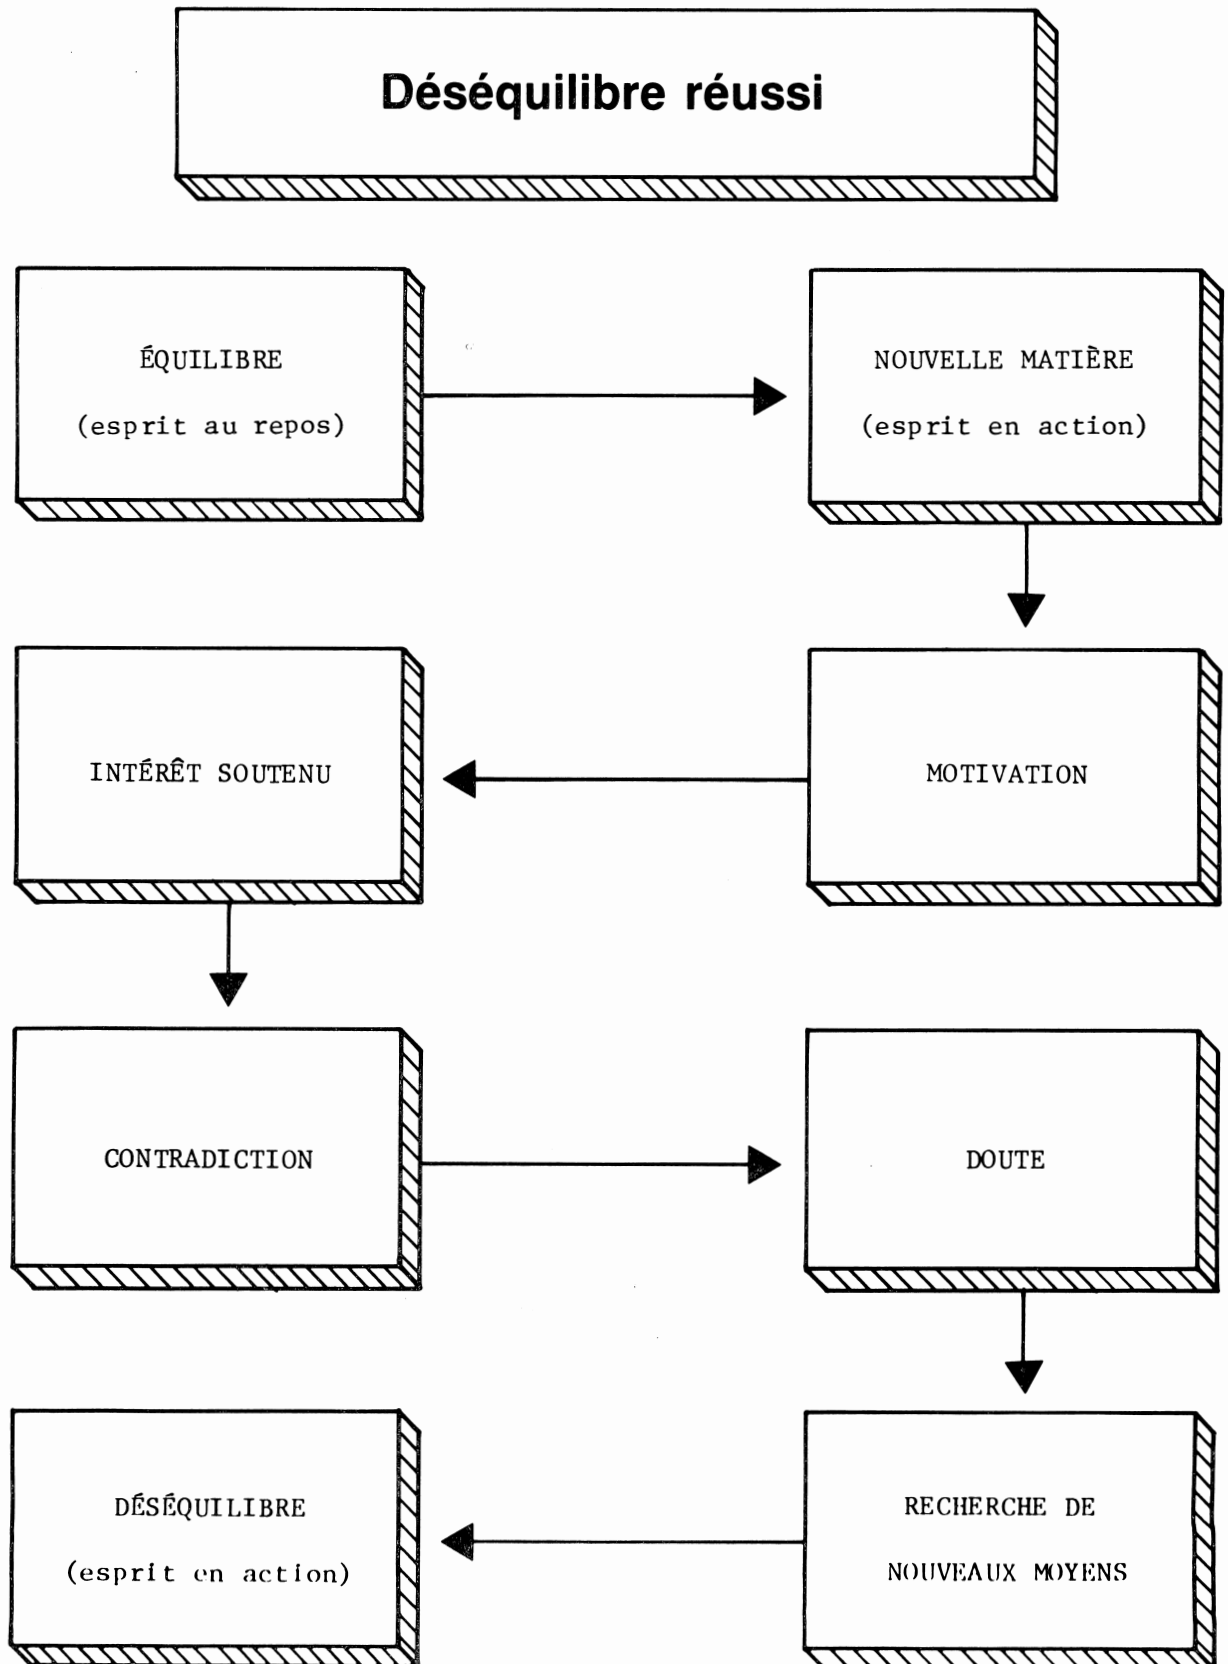 Déséquilibre réussi
ÉQUILIBRE
(esprit au repos)
NOUVELLE MATIÈRE
(esprit en action)
MOTIVATION
INTÉRÊT SOUTENU
CONTRADICTION
DOUTE
RECHERCHE DE
NOUVEAUX MOYENS
DÉSÉQUILIBRE
(esprit en action)